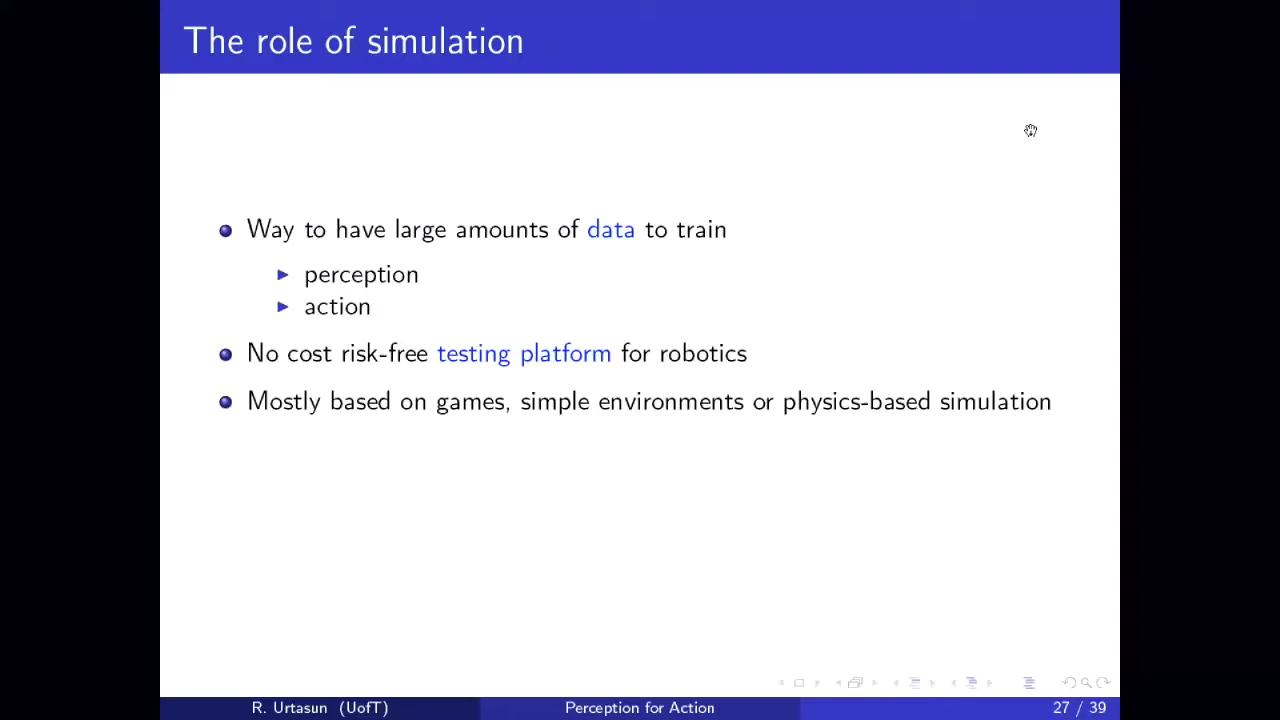 The role of simulation
Way to have large amounts of data to train
perception
action
No cost risk-free testing platform for robotics
Mostly based on games, simple environments or physics-based simulation
R. Urtasun (UofT)
Perception for Action
27 / 39